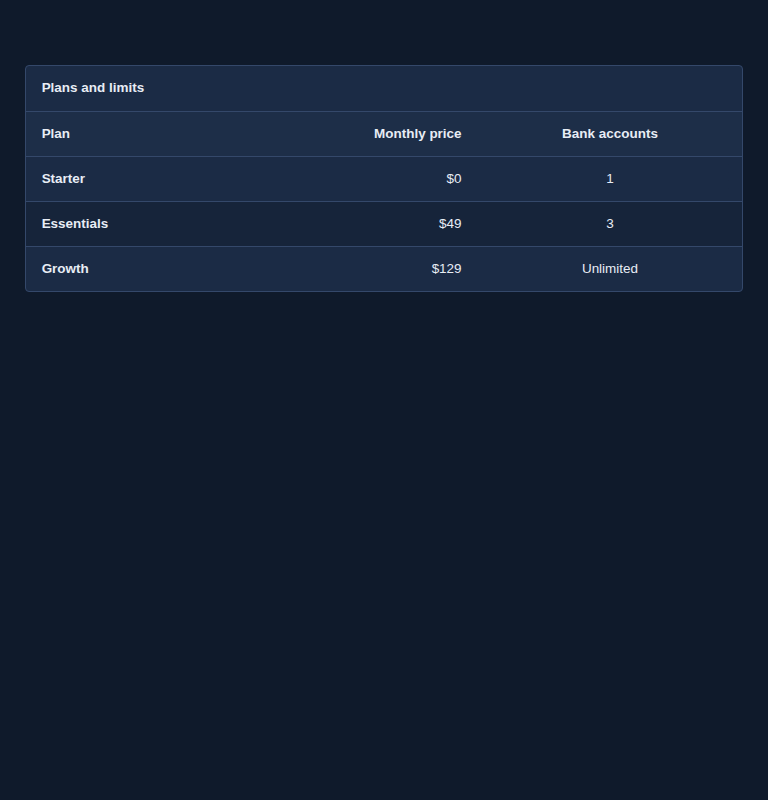 Plans and limits
Plan Monthly price Bank accounts
Starter $0 1
Essentials $49 3
Growth $129 Unlimited